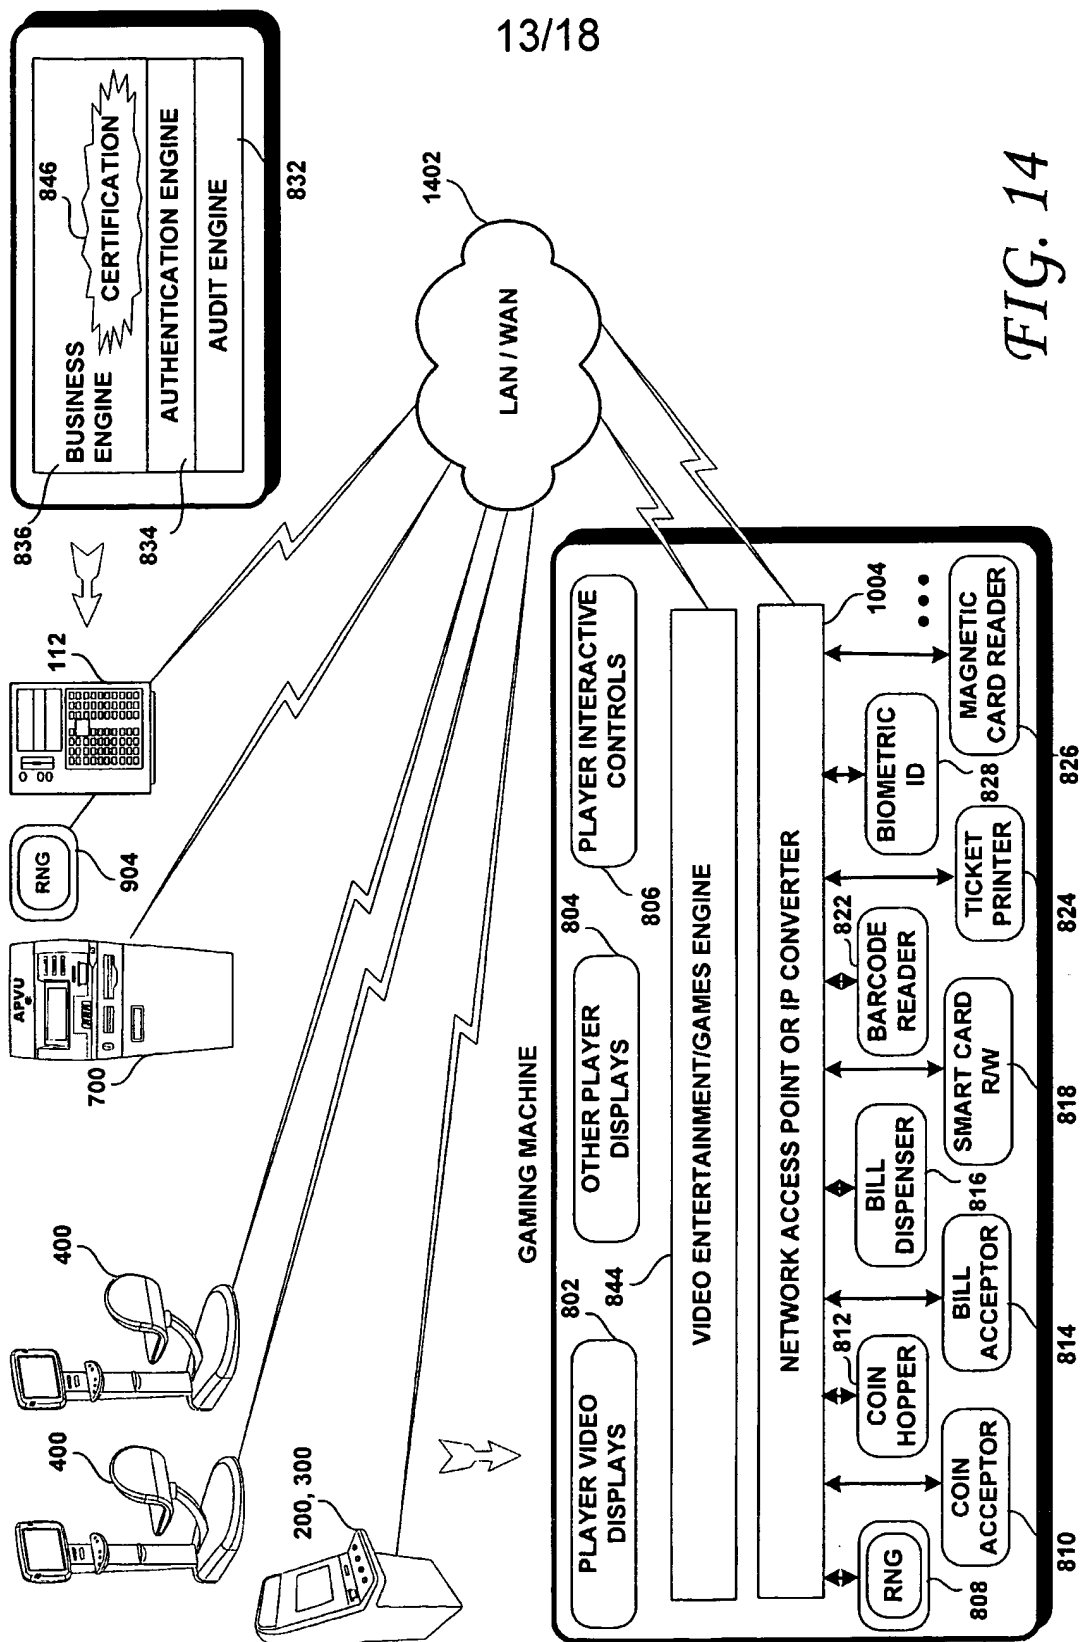 13/18
846
BUSINESS
ENGINE
CERTIFICATION
AUTHENTICATION ENGINE
AUDIT ENGINE
836
834
832
112
RNG
904
APVU
700
400
400
200, 300
1402
LAN / WAN
GAMING MACHINE
802
PLAYER VIDEO
DISPLAYS
804
OTHER PLAYER
DISPLAYS
806
PLAYER INTERACTIVE
CONTROLS
844
VIDEO ENTERTAINMENT/GAMES ENGINE
NETWORK ACCESS POINT OR IP CONVERTER
1004
RNG
808
COIN
ACCEPTOR
810
812
COIN
HOPPER
BILL
ACCEPTOR
814
BILL
DISPENSER
816
SMART CARD
R/W
818
822
BARCODE
READER
TICKET
PRINTER
824
BIOMETRIC
ID
828
MAGNETIC
CARD READER
826
FIG. 14